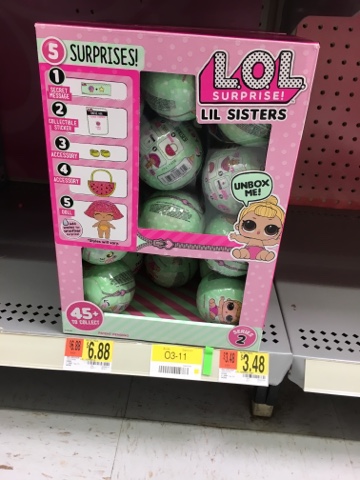 5 SURPRISES!
1
SECRET
MESSAGE
2
COLLECTIBLE
STICKER
3
ACCESSORY
4
ACCESSORY
5
DOLL
L.O.L
SURPRISE!
LIL SISTERS
UNBOX
ME!
45+
TO COLLECT
SERIES
2
$6.88
03-11
$3.48